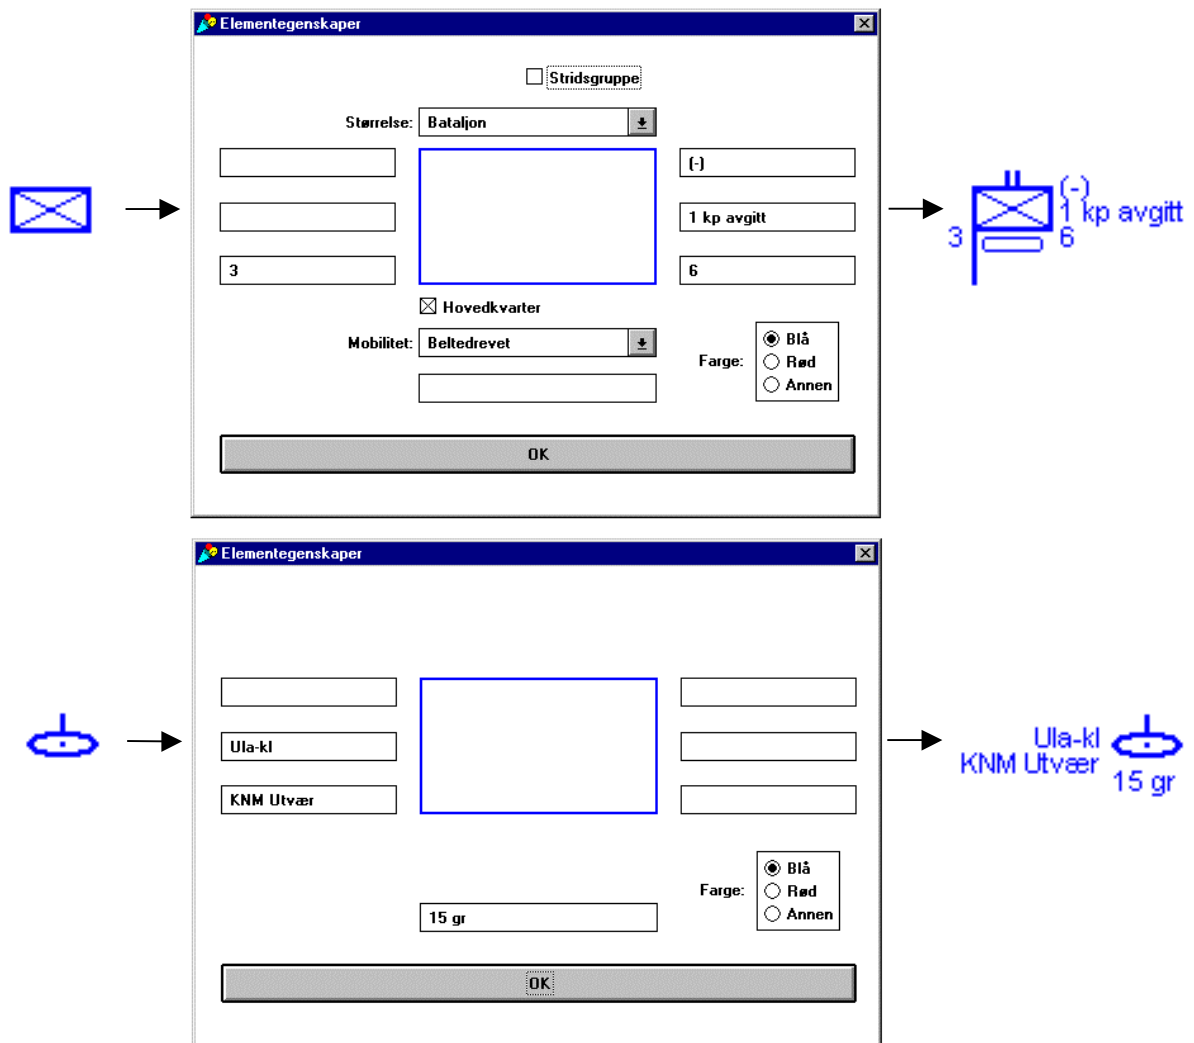 Elementegenskaper
Stridsgruppe
Størrelse: Bataljon
(-)
1 kp avgitt
3
6
Hovedkvarter
Mobilitet: Beltedrevet
Farge:
Blå
Rød
Annen
OK
(-)
1 kp avgitt
3 6
Elementegenskaper
Ula-kl
KNM Utvær
15 gr
Farge:
Blå
Rød
Annen
OK
Ula-kl
KNM Utvær
15 gr